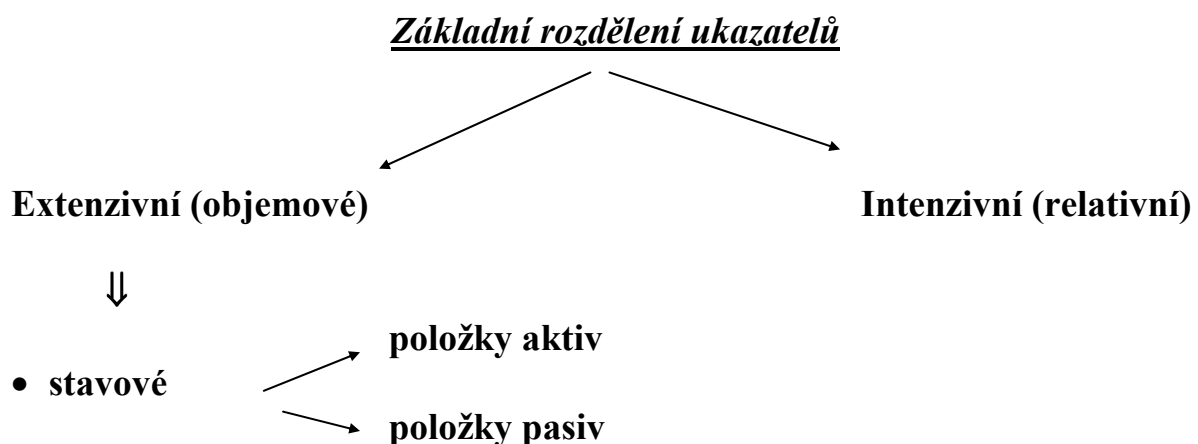 Základní rozdělení ukazatelů
Extenzivní (objemové) Intenzivní (relativní)
⇓
položky aktiv
• stavové
položky pasiv